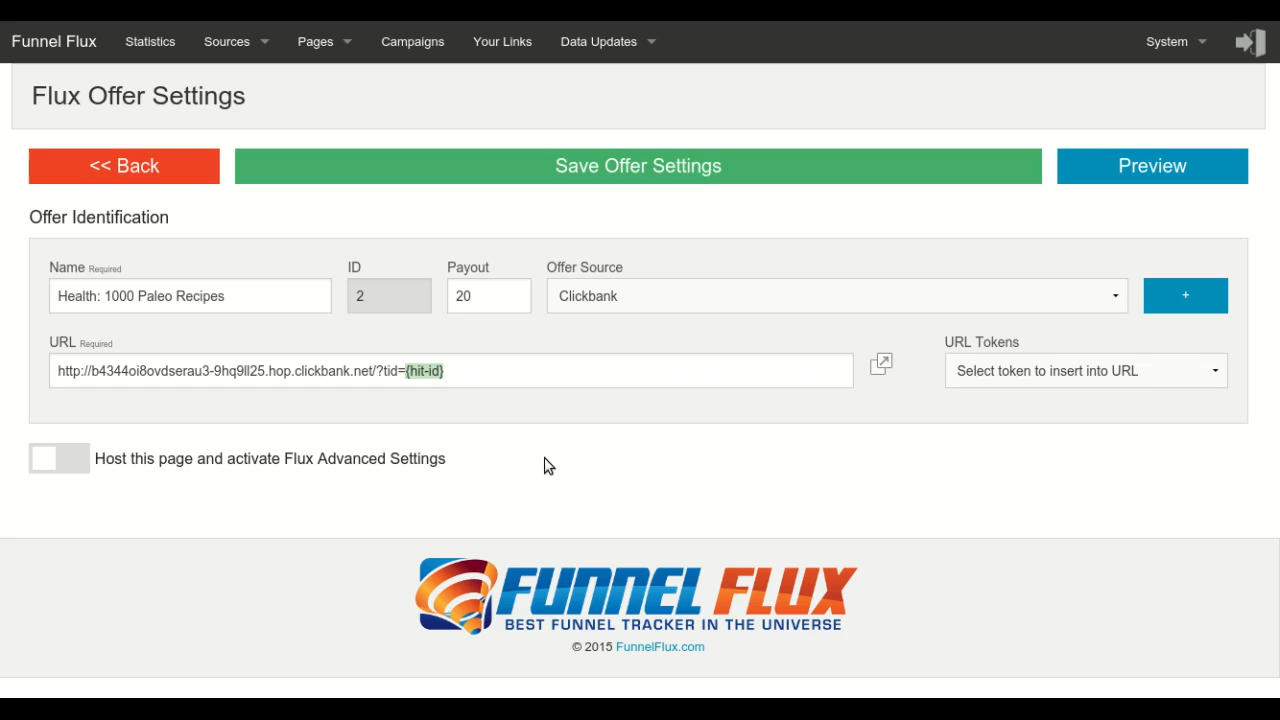 Funnel Flux Statistics Sources Pages Campaigns Your Links Data Updates System
Flux Offer Settings
<< Back Save Offer Settings Preview
Offer Identification
Name Required ID Payout Offer Source
Health: 1000 Paleo Recipes 2 20 Clickbank +
URL Required URL Tokens
http://b4344oi8ovdserau3-9hq9ll25.hop.clickbank.net/?tid={hit-id} Select token to insert into URL
Host this page and activate Flux Advanced Settings
FUNNEL FLUX
BEST FUNNEL TRACKER IN THE UNIVERSE
© 2015 FunnelFlux.com